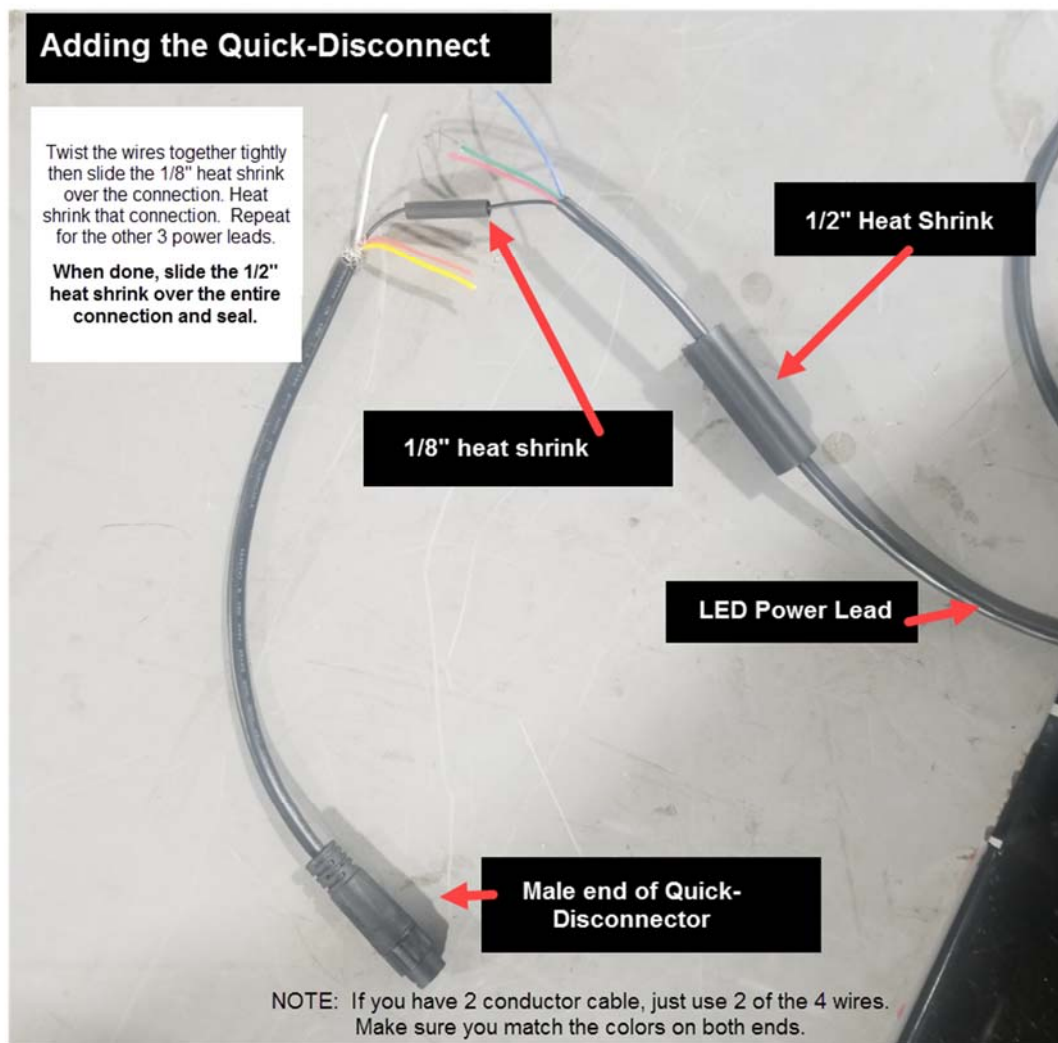 Adding the Quick-Disconnect
Twist the wires together tightly
then slide the 1/8" heat shrink
over the connection. Heat
shrink that connection.  Repeat
for the other 3 power leads.
When done, slide the 1/2"
heat shrink over the entire
connection and seal.
1/2" Heat Shrink
1/8" heat shrink
LED Power Lead
Male end of Quick-
Disconnector
NOTE:  If you have 2 conductor cable, just use 2 of the 4 wires.
Make sure you match the colors on both ends.